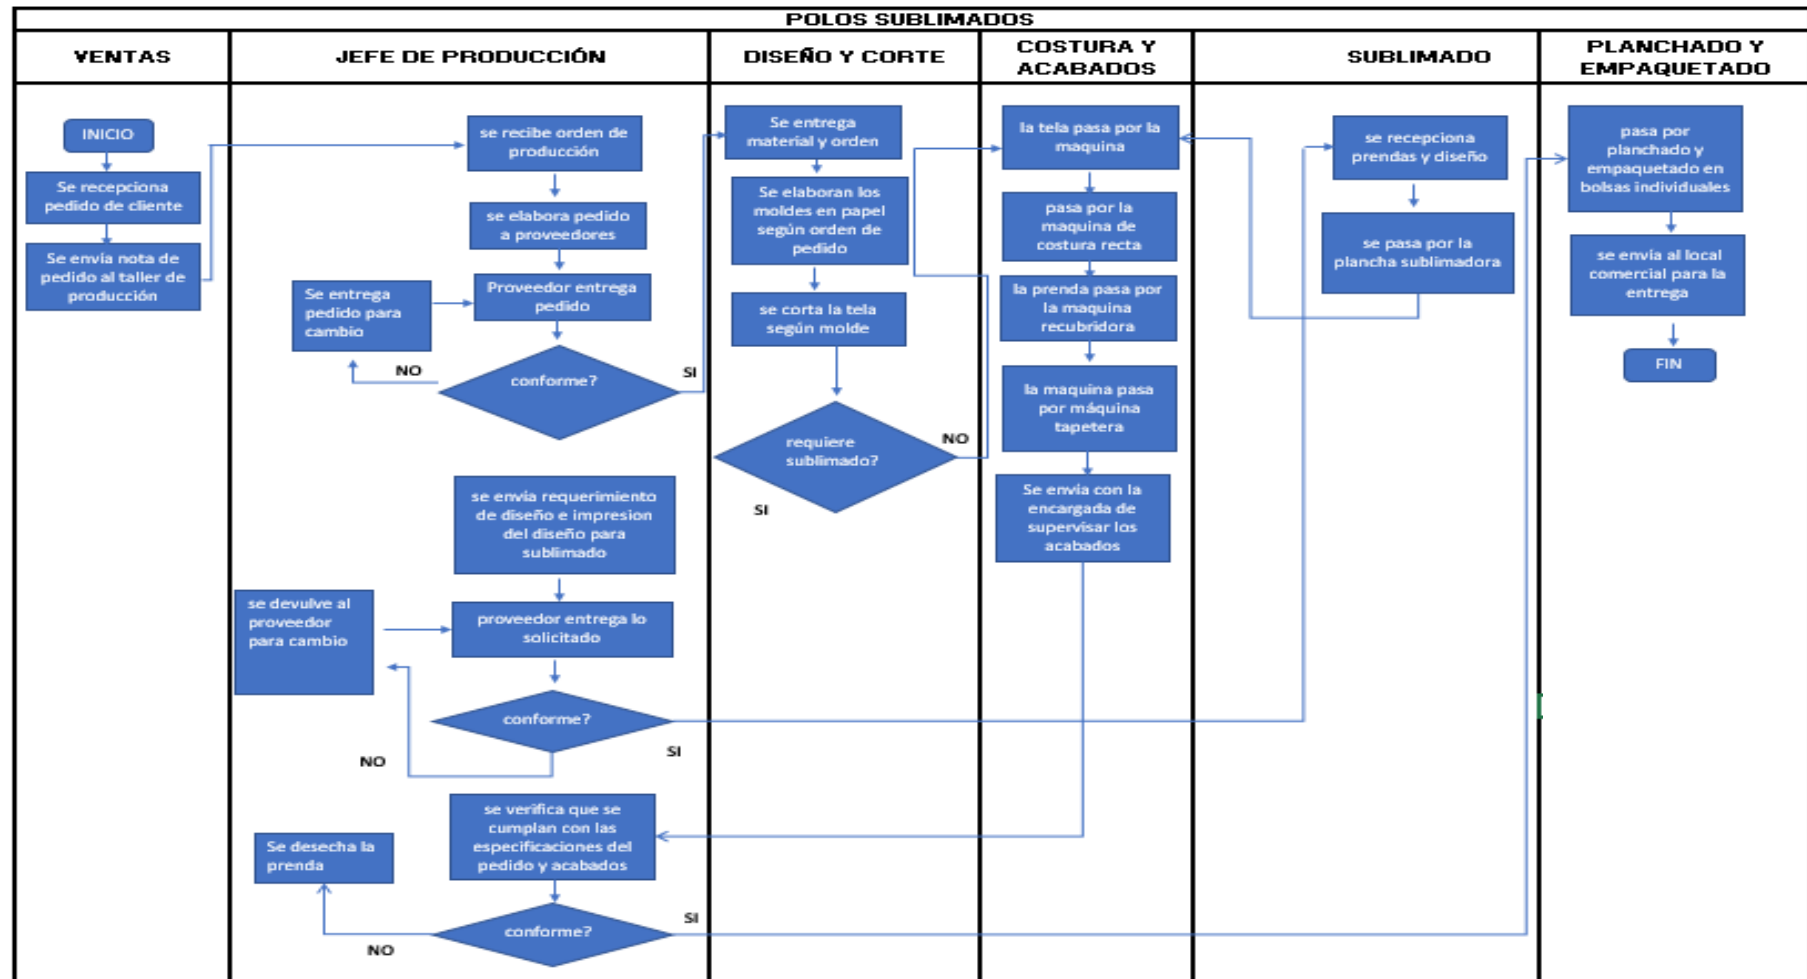 POLOS SUBLIMADOS
VENTAS
JEFE DE PRODUCCIÓN
DISEÑO Y CORTE
COSTURA Y
ACABADOS
SUBLIMADO
PLANCHADO Y
EMPAQUETADO
INICIO
Se recepciona
pedido de cliente
Se envía nota de
pedido al taller de
producción
se recibe orden de
producción
se elabora pedido
a proveedores
Proveedor entrega
pedido
Se entrega
pedido para
cambio
conforme?
NO
SI
se envía requerimiento
de diseño e impresion
del diseño para
sublimado
proveedor entrega lo
solicitado
se devulve al
proveedor
para cambio
conforme?
SI
NO
se verifica que se
cumplan con las
especificaciones del
pedido y acabados
Se desecha la
prenda
conforme?
SI
NO
Se entrega
material y orden
Se elaboran los
moldes en papel
según orden de
pedido
se corta la tela
según molde
requiere
sublimado?
NO
SI
la tela pasa por la
maquina
pasa por la
maquina de
costura recta
la prenda pasa por
la maquina
recubridora
la maquina pasa
por máquina
tapetera
Se envia con la
encargada de
supervisar los
acabados
se recepciona
prendas y diseño
se pasa por la
plancha sublimadora
pasa por
planchado y
empaquetado en
bolsas individuales
se envia al local
comercial para la
entrega
FIN